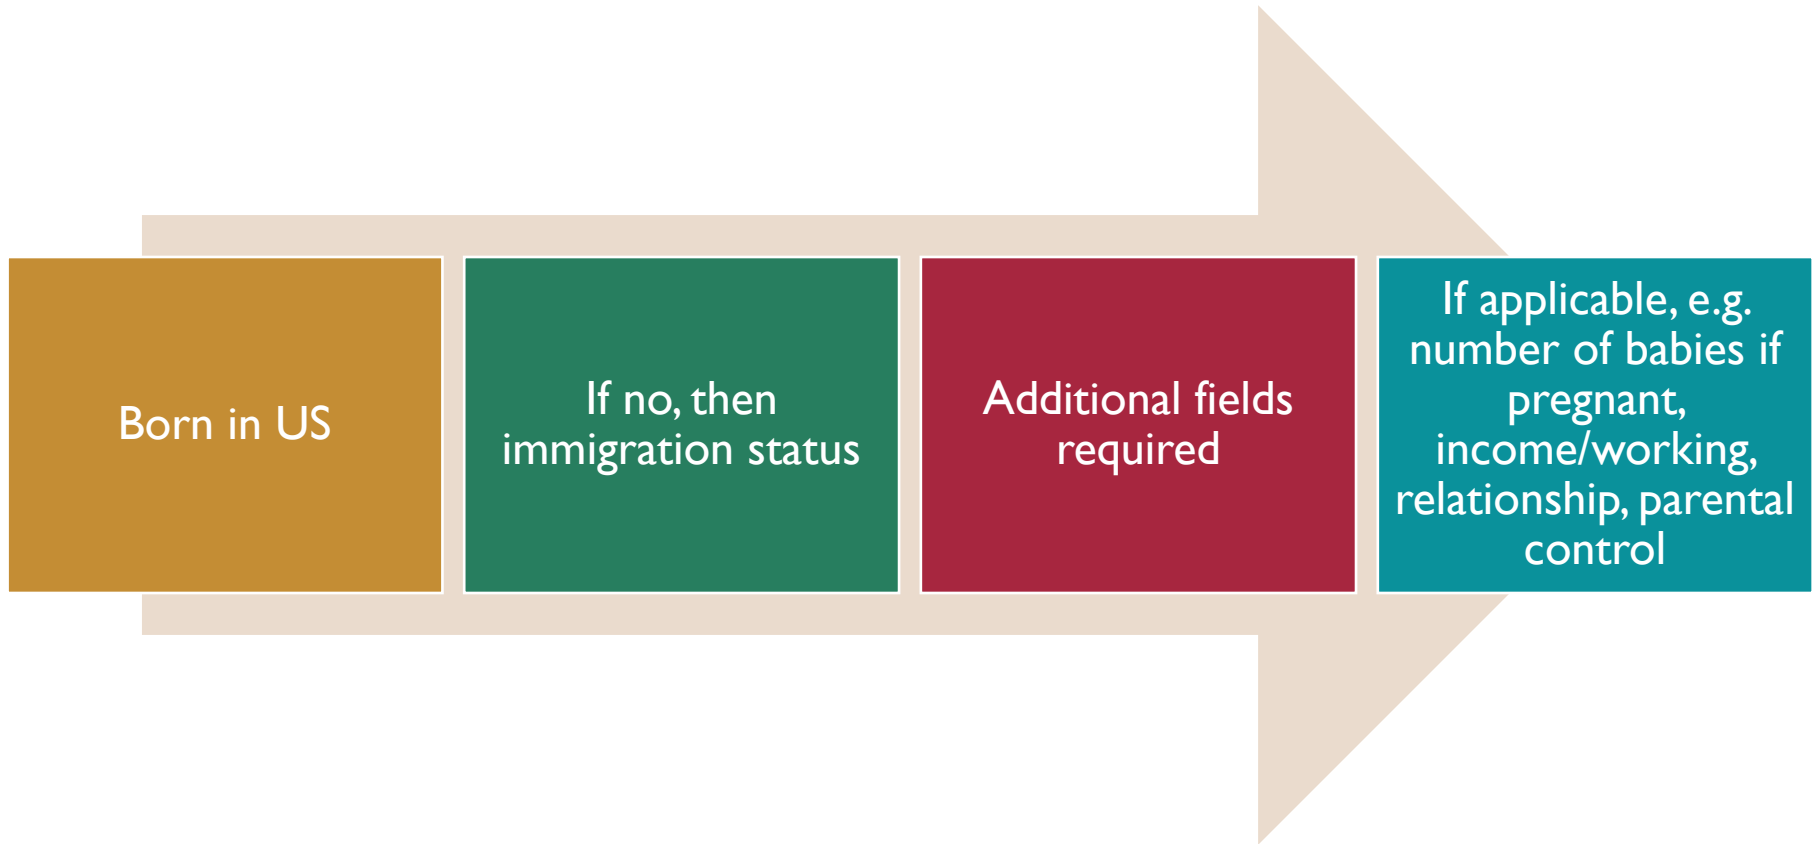 Born in US
If no, then
immigration status
Additional fields
required
If applicable, e.g.
number of babies if
pregnant,
income/working,
relationship, parental
control